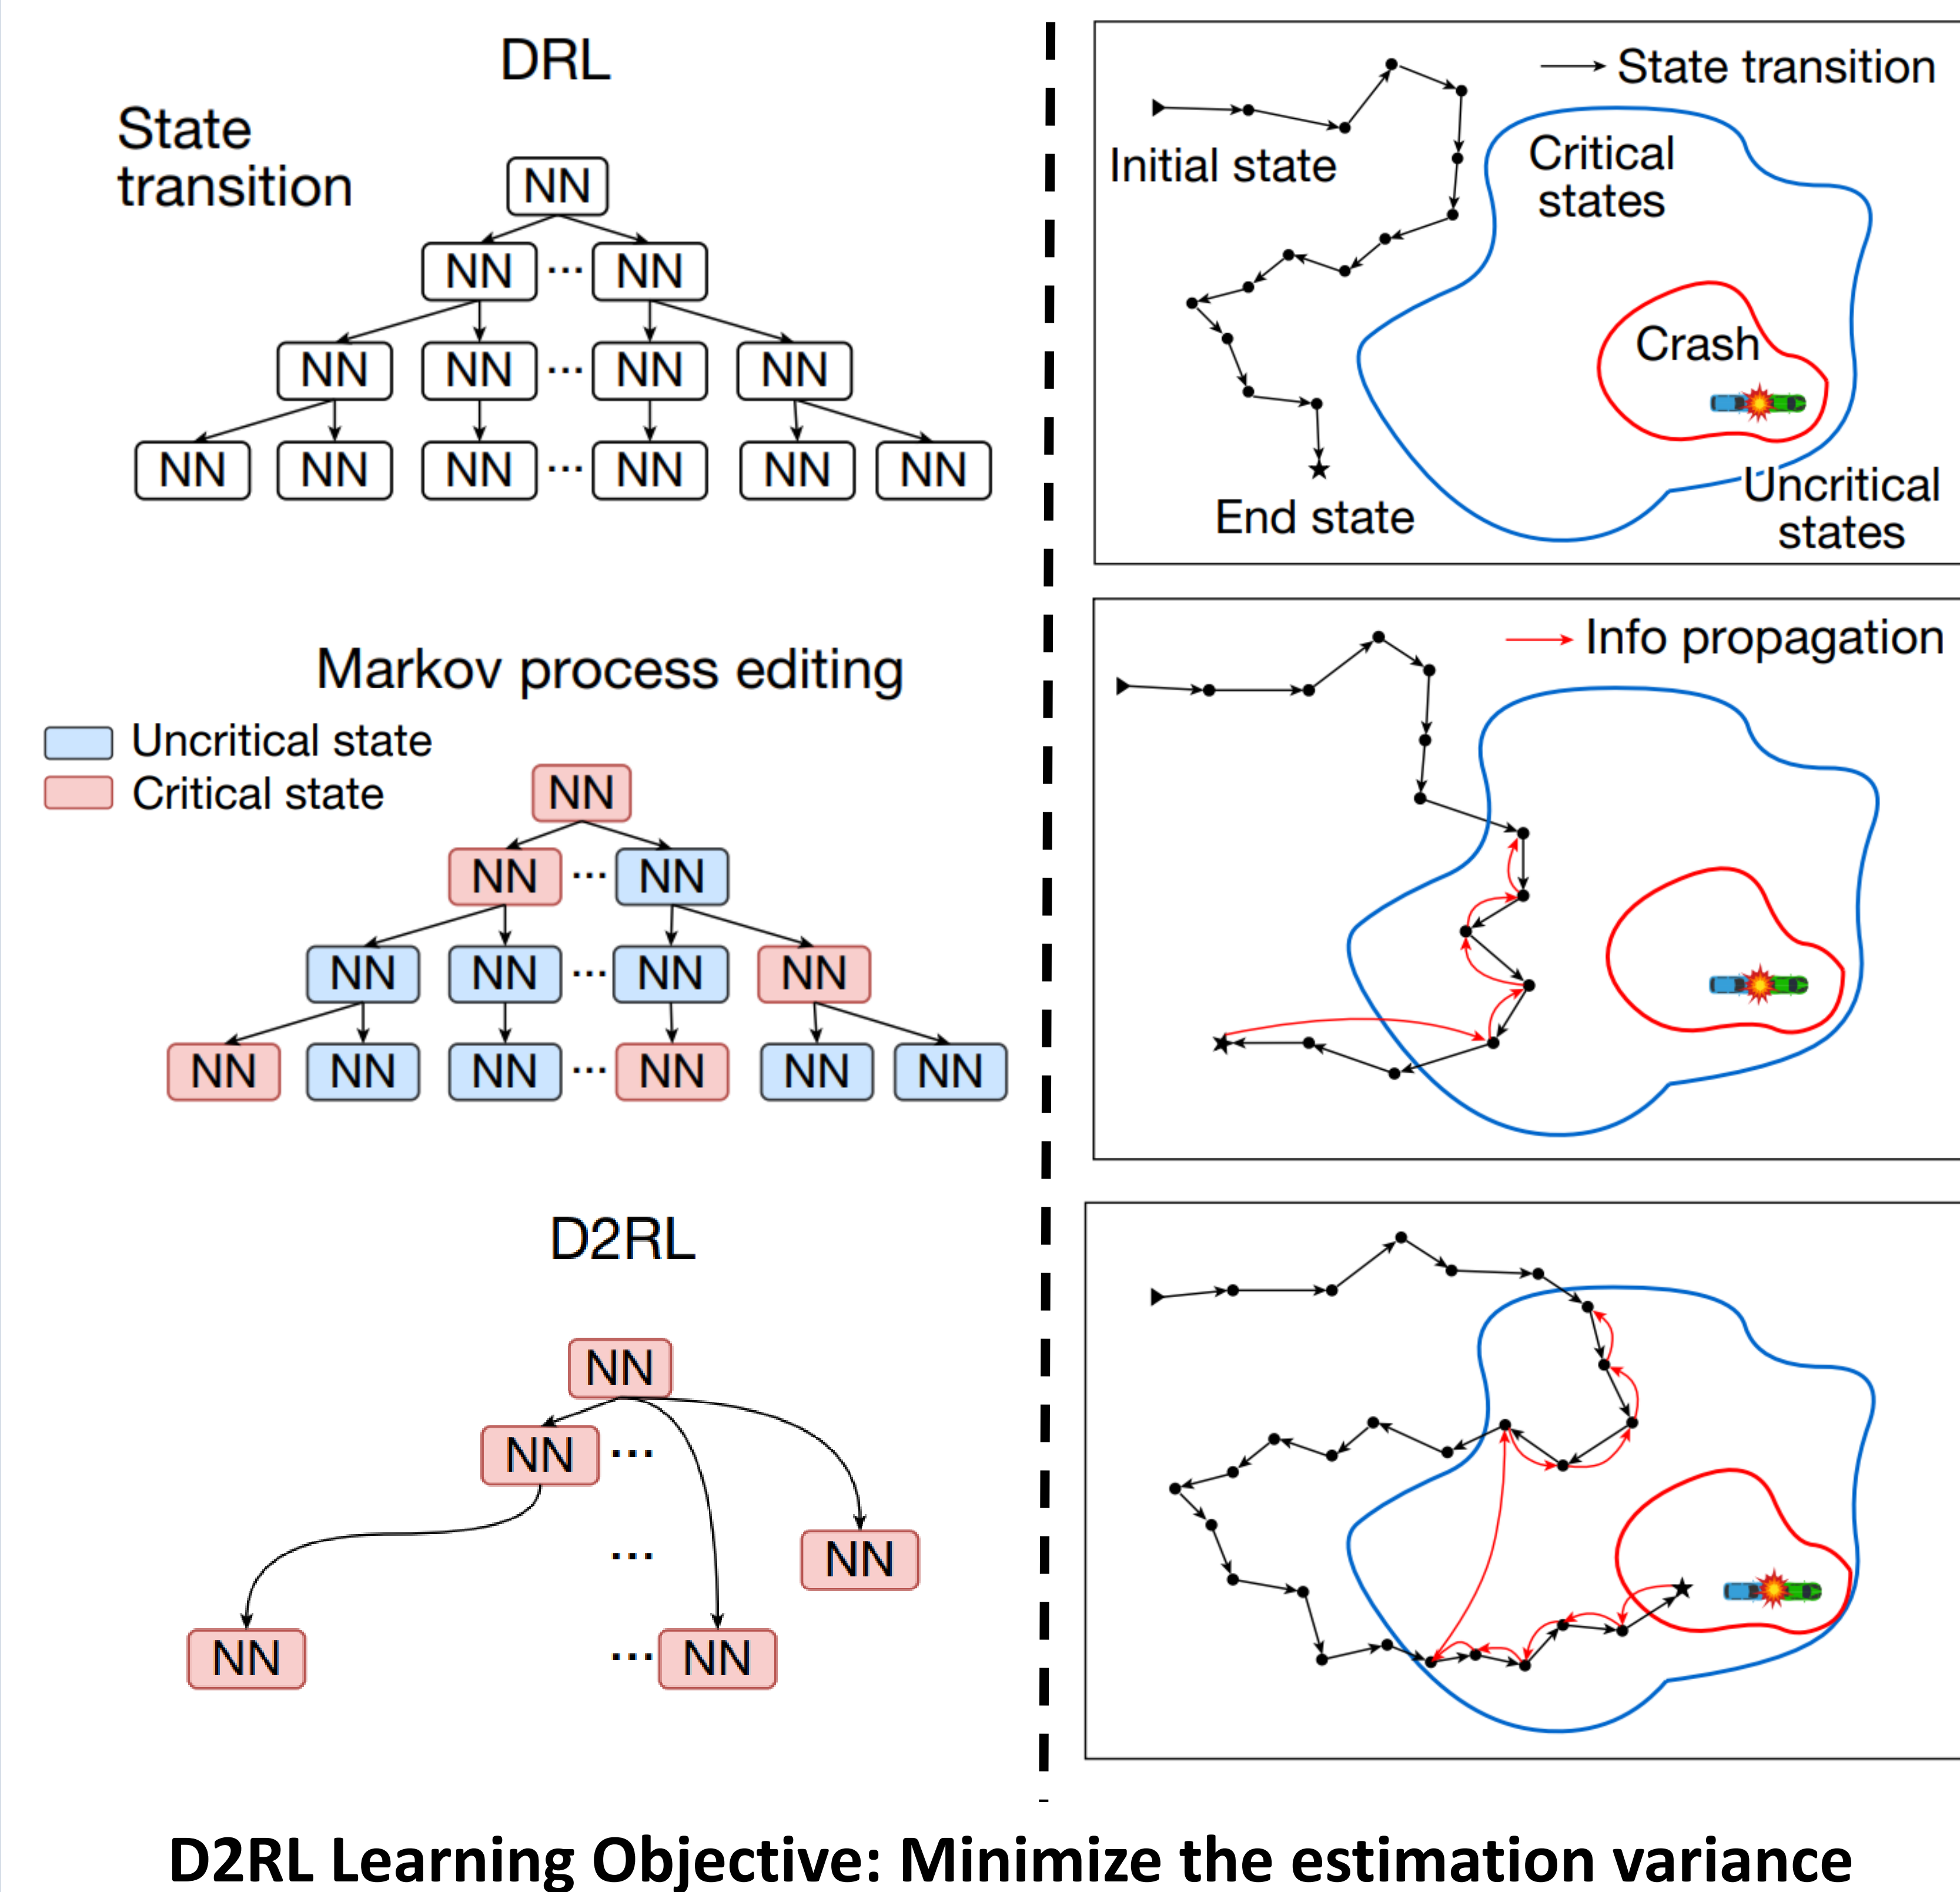 DRL
State
transition
NN
NN ... NN
NN NN ... NN NN
NN NN NN ... NN NN NN
State transition
Initial state
Critical
states
Crash
Uncritical
states
End state
Markov process editing
Uncritical state
Critical state
NN
NN ... NN
NN NN ... NN NN
NN NN NN ... NN NN NN
Info propagation
D2RL
NN
NN ...
... NN
NN ... NN
D2RL Learning Objective: Minimize the estimation variance